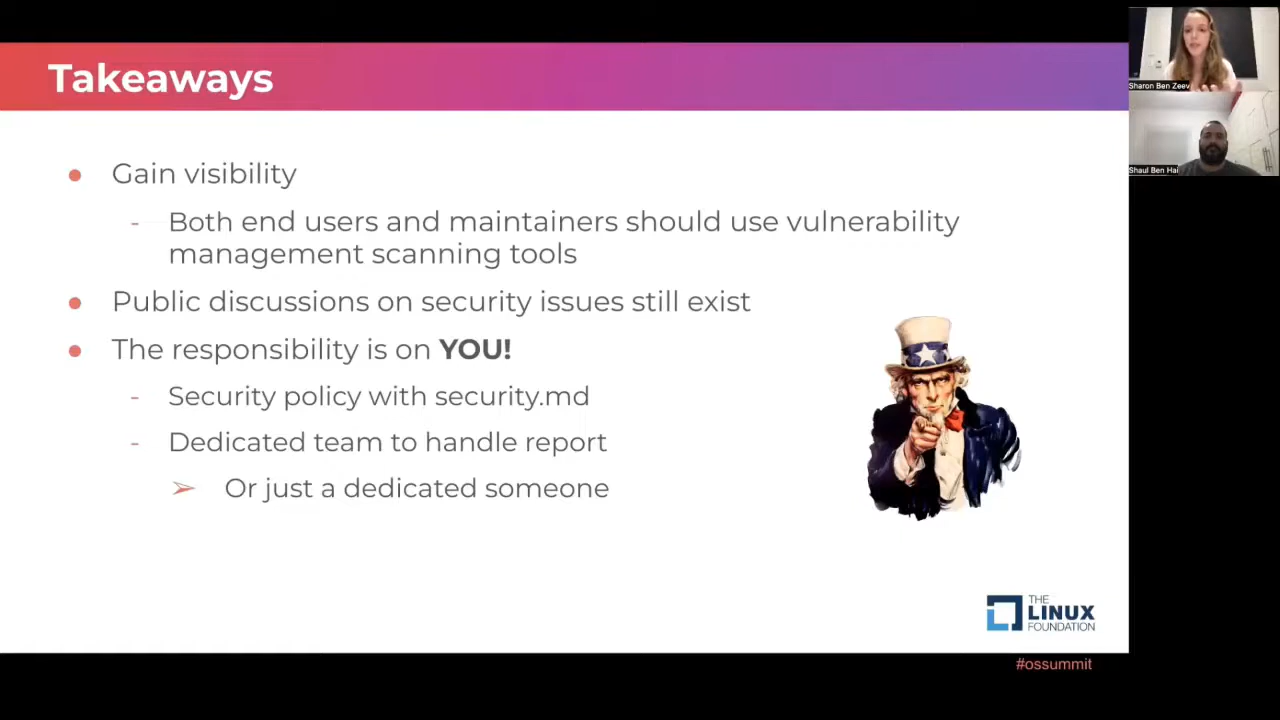 Takeaways
Gain visibility
Both end users and maintainers should use vulnerability
management scanning tools
Public discussions on security issues still exist
The responsibility is on YOU!
Security policy with security.md
Dedicated team to handle report
Or just a dedicated someone
THE
LINUX
FOUNDATION
#ossummit
Sharon Ben Zeev
Shaul Ben Hai